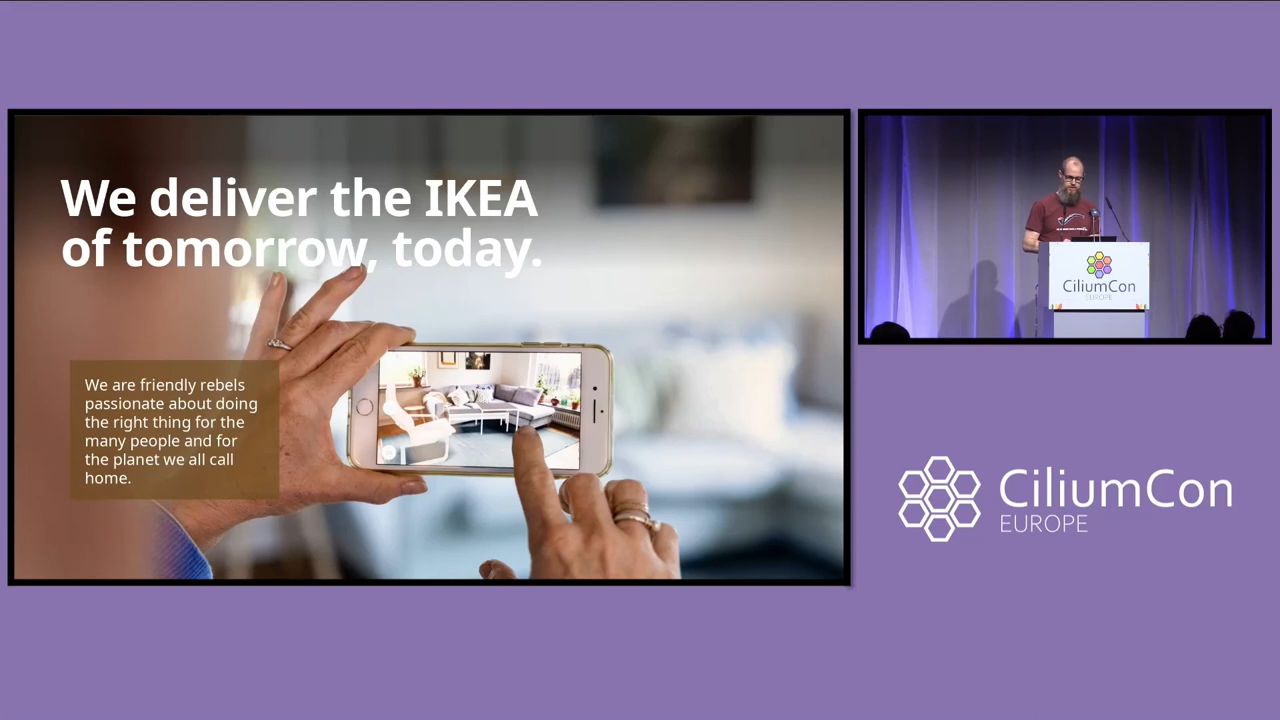 We deliver the IKEA
of tomorrow, today.
We are friendly rebels
passionate about doing
the right thing for the
many people and for
the planet we all call
home.
CiliumCon
EUROPE
CiliumCon
EUROPE